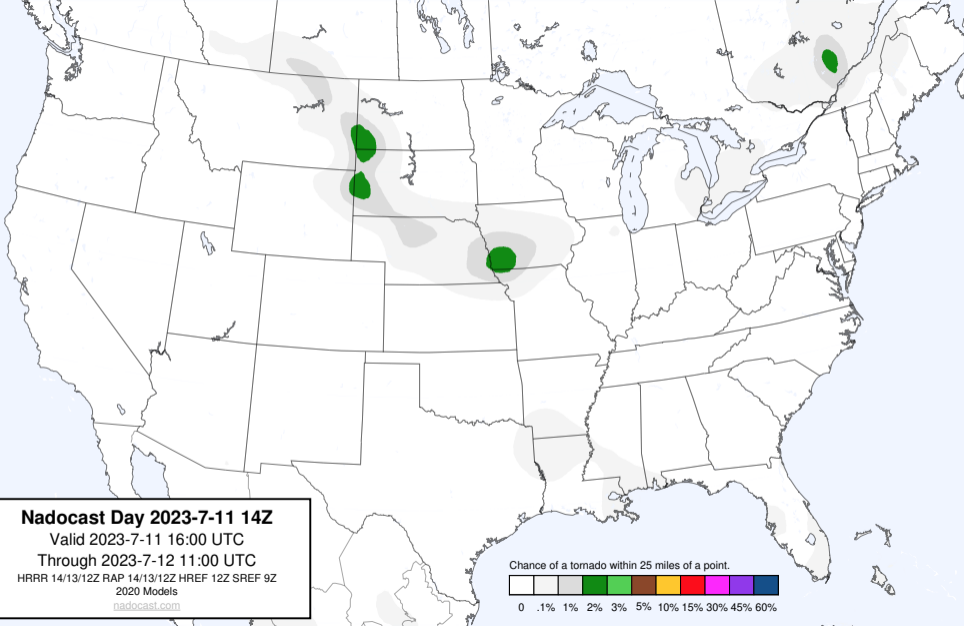 Nadocast Day 2023-7-11 14Z
Valid 2023-7-11 16:00 UTC
Through 2023-7-12 11:00 UTC
HRRR 14/13/12Z RAP 14/13/12Z HREF 12Z SREF 9Z
2020 Models
nadocast.com
Chance of a tornado within 25 miles of a point.
0 .1% 1% 2% 3% 5% 10% 15% 30% 45% 60%